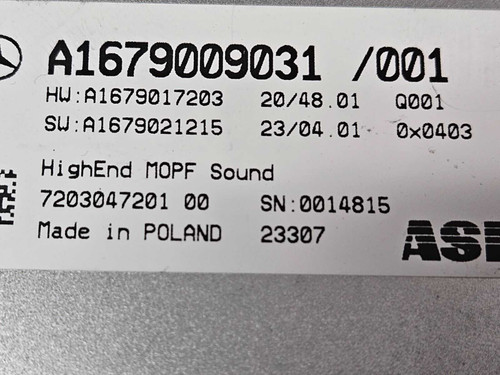 A1679009031 /001
HW:A1679017203 20/48.01 Q001
SW:A1679021215 23/04.01 0x0403
HighEnd MOPF Sound
7203047201 00 SN:0014815
Made in POLAND 23307